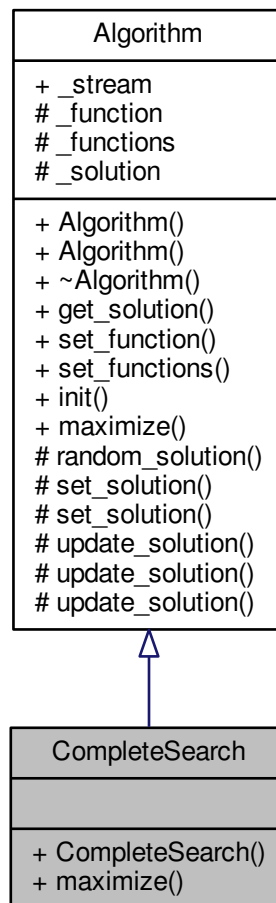 Algorithm
+ _stream
# _function
# _functions
# _solution
+ Algorithm()
+ Algorithm()
+ ~Algorithm()
+ get_solution()
+ set_function()
+ set_functions()
+ init()
+ maximize()
# random_solution()
# set_solution()
# set_solution()
# update_solution()
# update_solution()
# update_solution()
CompleteSearch
+ CompleteSearch()
+ maximize()